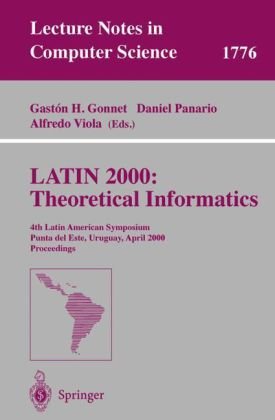 Lecture Notes in
Computer Science 1776
Gastón H. Gonnet Daniel Panario
Alfredo Viola (Eds.)
LATIN 2000:
Theoretical Informatics
4th Latin American Symposium
Punta del Este, Uruguay, April 2000
Proceedings
Springer